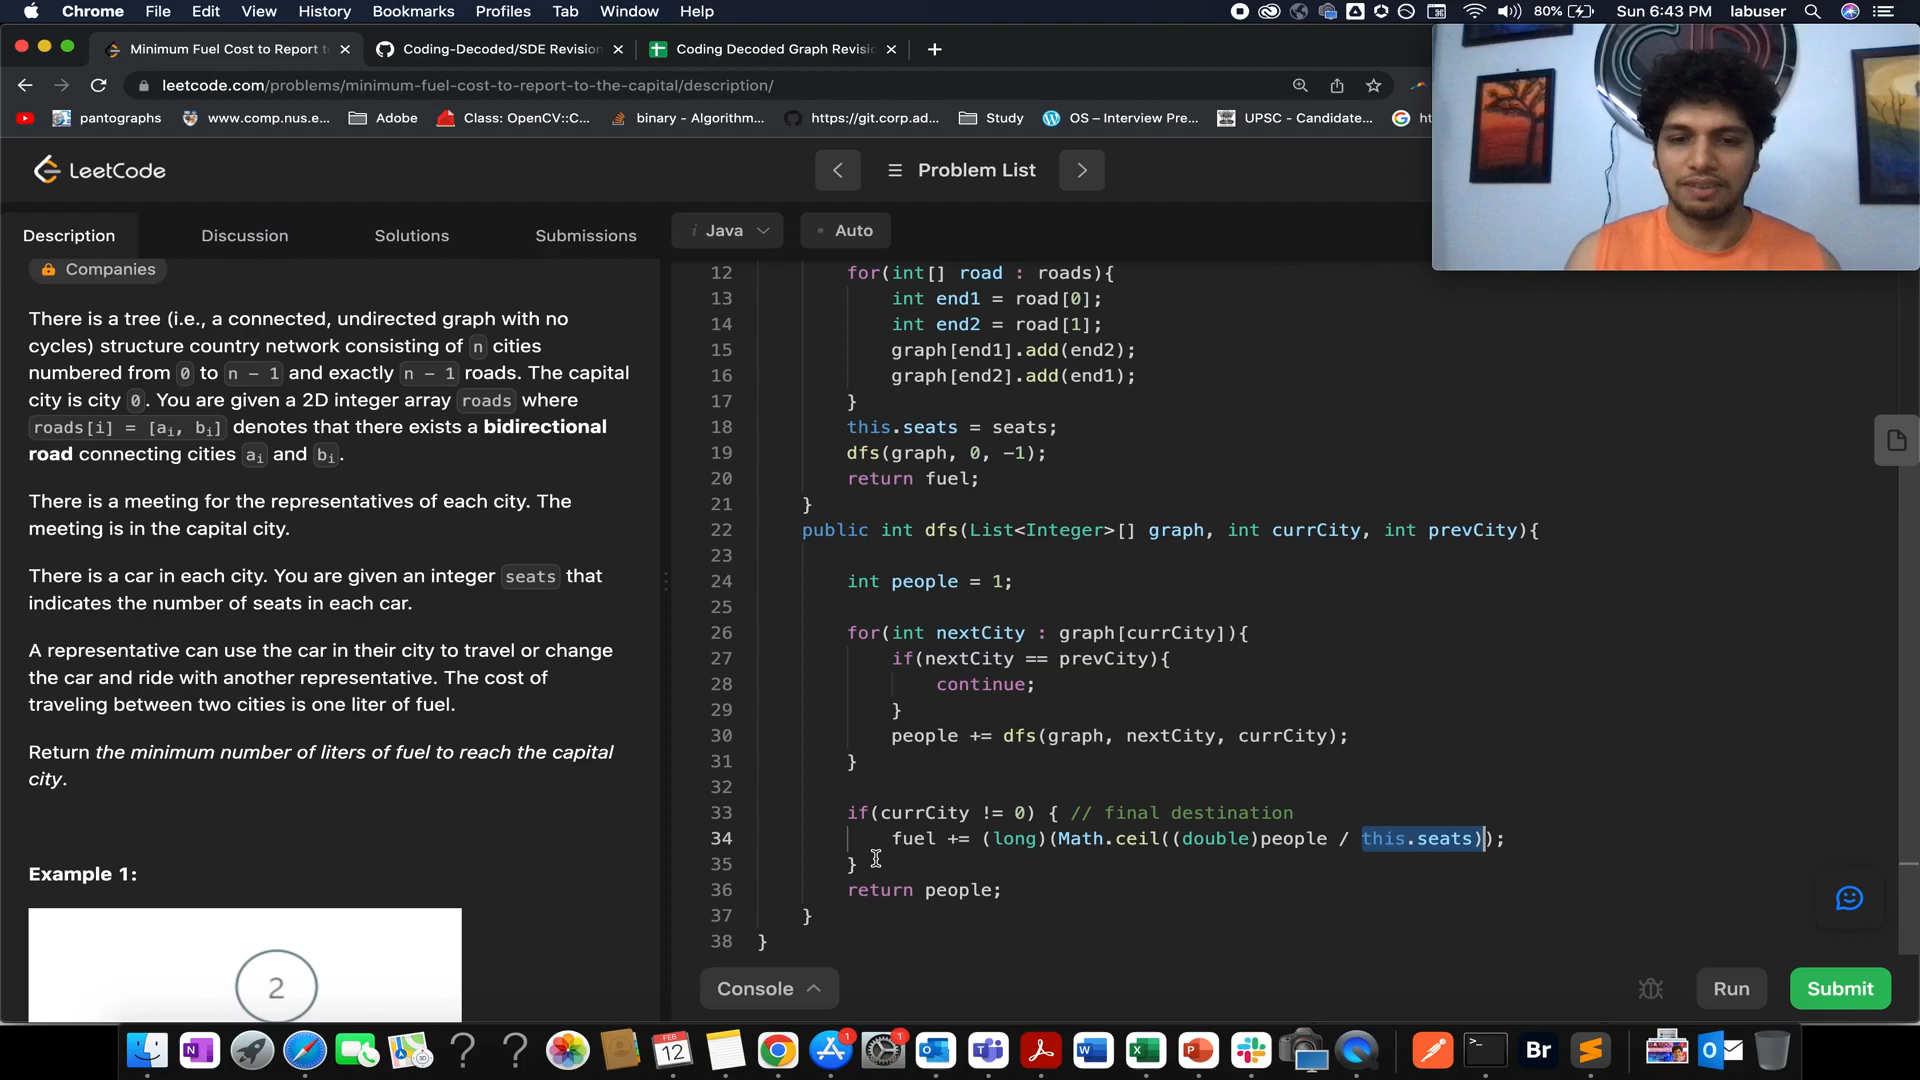 Chrome File Edit View History Bookmarks Profiles Tab Window Help 80% Sun 6:43 PM labuser
Minimum Fuel Cost to Report to
Coding-Decoded/SDE Revision
Coding Decoded Graph Revisi
leetcode.com/problems/minimum-fuel-cost-to-report-to-the-capital/description/
pantographs www.comp.nus.e... Adobe Class: OpenCV::C... binary - Algorithm... https://git.corp.ad... Study OS – Interview Pre... UPSC - Candidate...
LeetCode
Problem List
Description Discussion Solutions Submissions
i Java
Auto
Companies
There is a tree (i.e., a connected, undirected graph with no
cycles) structure country network consisting of n cities
numbered from 0 to n - 1 and exactly n - 1 roads. The capital
city is city 0. You are given a 2D integer array roads where
roads[i] = [ai, bi] denotes that there exists a bidirectional
road connecting cities ai and bi.
There is a meeting for the representatives of each city. The
meeting is in the capital city.
There is a car in each city. You are given an integer seats that
indicates the number of seats in each car.
A representative can use the car in their city to travel or change
the car and ride with another representative. The cost of
traveling between two cities is one liter of fuel.
Return the minimum number of liters of fuel to reach the capital
city.
Example 1:
2
12 for(int[] road : roads){
13 int end1 = road[0];
14 int end2 = road[1];
15 graph[end1].add(end2);
16 graph[end2].add(end1);
17 }
18 this.seats = seats;
19 dfs(graph, 0, -1);
20 return fuel;
21 }
22 public int dfs(List<Integer>[] graph, int currCity, int prevCity){
23
24 int people = 1;
25
26 for(int nextCity : graph[currCity]){
27 if(nextCity == prevCity){
28 continue;
29 }
30 people += dfs(graph, nextCity, currCity);
31 }
32
33 if(currCity != 0) { // final destination
34 fuel += (long)(Math.ceil((double)people / this.seats));
35 }
36 return people;
37 }
38 }
Console
Run
Submit
FEB
12
1
1
Br